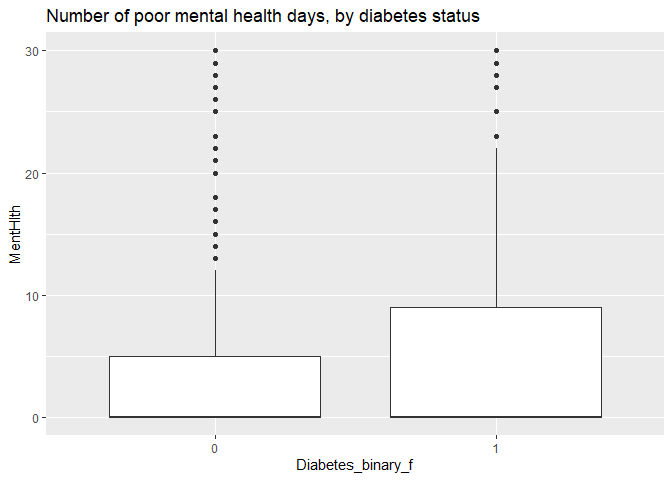 Number of poor mental health days, by diabetes status
30
20
10
0
MentHlth
0 1
Diabetes_binary_f